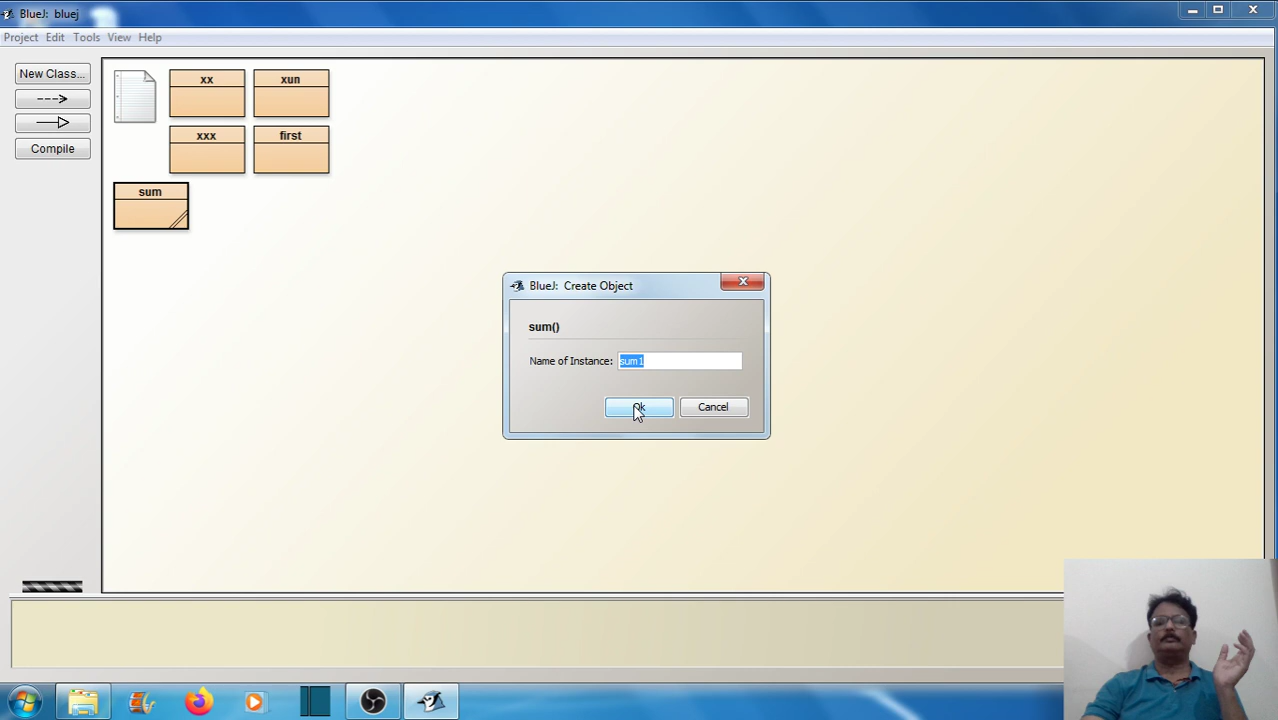 BlueJ: bluej
Project Edit Tools View Help
New Class...
Compile
xx
xun
xxx
first
sum
BlueJ: Create Object
sum()
Name of Instance: sum1
Ok
Cancel